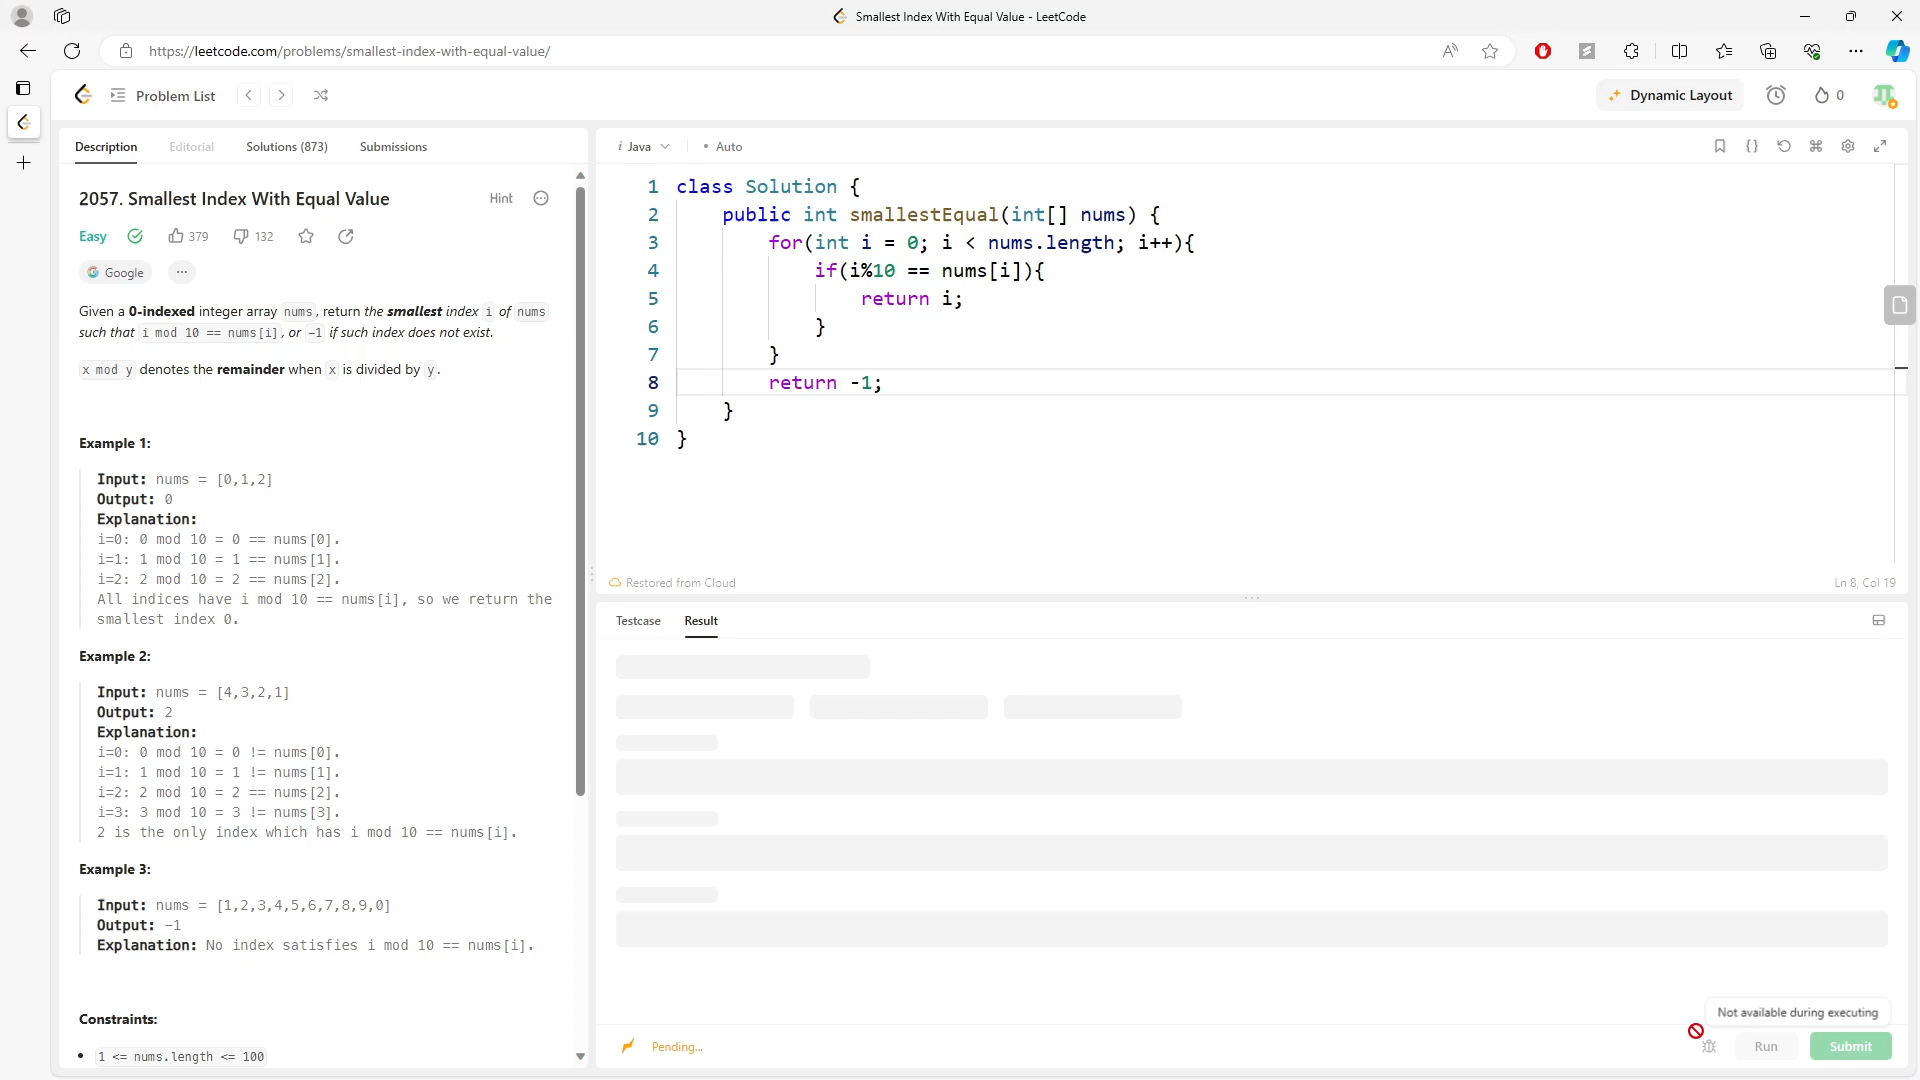 Smallest Index With Equal Value - LeetCode
https://leetcode.com/problems/smallest-index-with-equal-value/
Problem List
Dynamic Layout
0
Description Editorial Solutions (873) Submissions
2057. Smallest Index With Equal Value
Hint
Easy 379 132
Google
Given a 0-indexed integer array nums, return the smallest index i of nums
such that i mod 10 == nums[i], or -1 if such index does not exist.
x mod y denotes the remainder when x is divided by y.
Example 1:
Input: nums = [0,1,2]
Output: 0
Explanation:
i=0: 0 mod 10 = 0 == nums[0].
i=1: 1 mod 10 = 1 == nums[1].
i=2: 2 mod 10 = 2 == nums[2].
All indices have i mod 10 == nums[i], so we return the
smallest index 0.
Example 2:
Input: nums = [4,3,2,1]
Output: 2
Explanation:
i=0: 0 mod 10 = 0 != nums[0].
i=1: 1 mod 10 = 1 != nums[1].
i=2: 2 mod 10 = 2 == nums[2].
i=3: 3 mod 10 = 3 != nums[3].
2 is the only index which has i mod 10 == nums[i].
Example 3:
Input: nums = [1,2,3,4,5,6,7,8,9,0]
Output: -1
Explanation: No index satisfies i mod 10 == nums[i].
Constraints:
• 1 <= nums.length <= 100
i Java • Auto
1 class Solution {
2 public int smallestEqual(int[] nums) {
3 for(int i = 0; i < nums.length; i++){
4 if(i%10 == nums[i]){
5 return i;
6 }
7 }
8 return -1;
9 }
10 }
Restored from Cloud
Ln 8, Col 19
Testcase Result
Not available during executing
Pending...
Run Submit